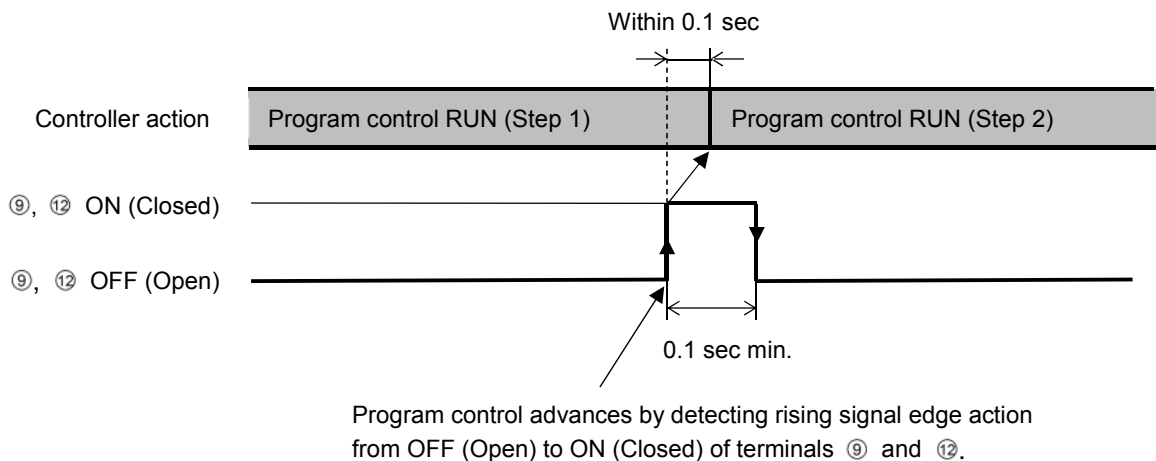 Within 0.1 sec
Controller action
Program control RUN (Step 1)
Program control RUN (Step 2)
⑨, ⑫ ON (Closed)
⑨, ⑫ OFF (Open)
0.1 sec min.
Program control advances by detecting rising signal edge action
from OFF (Open) to ON (Closed) of terminals ⑨ and ⑫.